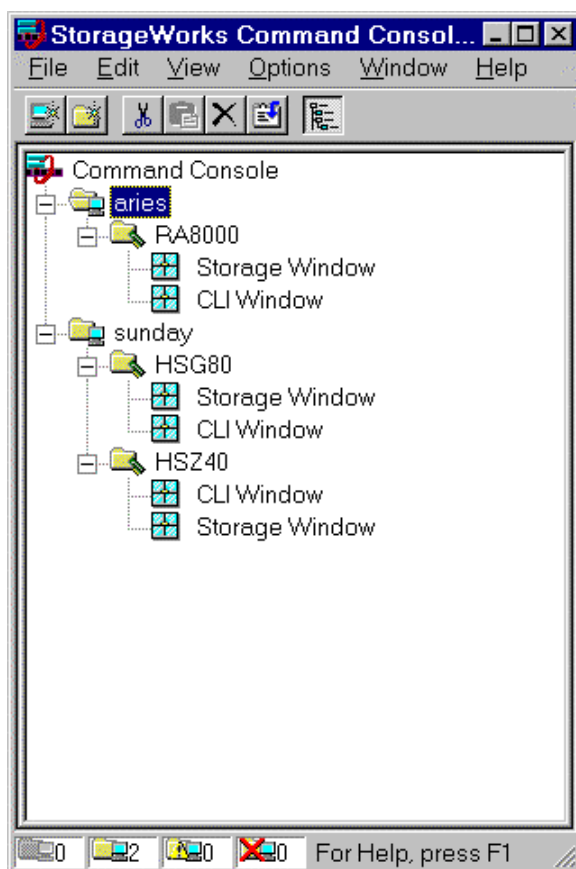 StorageWorks Command Consol...
File Edit View Options Window Help
Command Console
aries
RA8000
Storage Window
CLI Window
sunday
HSG80
Storage Window
CLI Window
HSZ40
CLI Window
Storage Window
0 2 0 0 For Help, press F1